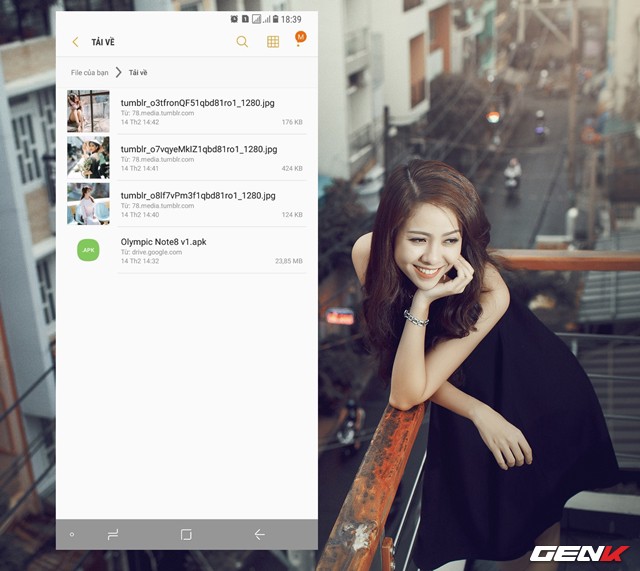 18:39
TẢI VỀ
M
File của bạn > Tải về
tumblr_o3tfronQF51qbd81ro1_1280.jpg
Từ: 78.media.tumblr.com
14 Th2 14:42 176 KB
tumblr_o7vqyeMkIZ1qbd81ro1_1280.jpg
Từ: 78.media.tumblr.com
14 Th2 14:41 424 KB
tumblr_o8lf7vPm3f1qbd81ro1_1280.jpg
Từ: 78.media.tumblr.com
14 Th2 14:40 124 KB
.APK
Olympic Note8 v1.apk
Từ: drive.google.com
14 Th2 14:32 23,85 MB
GENK